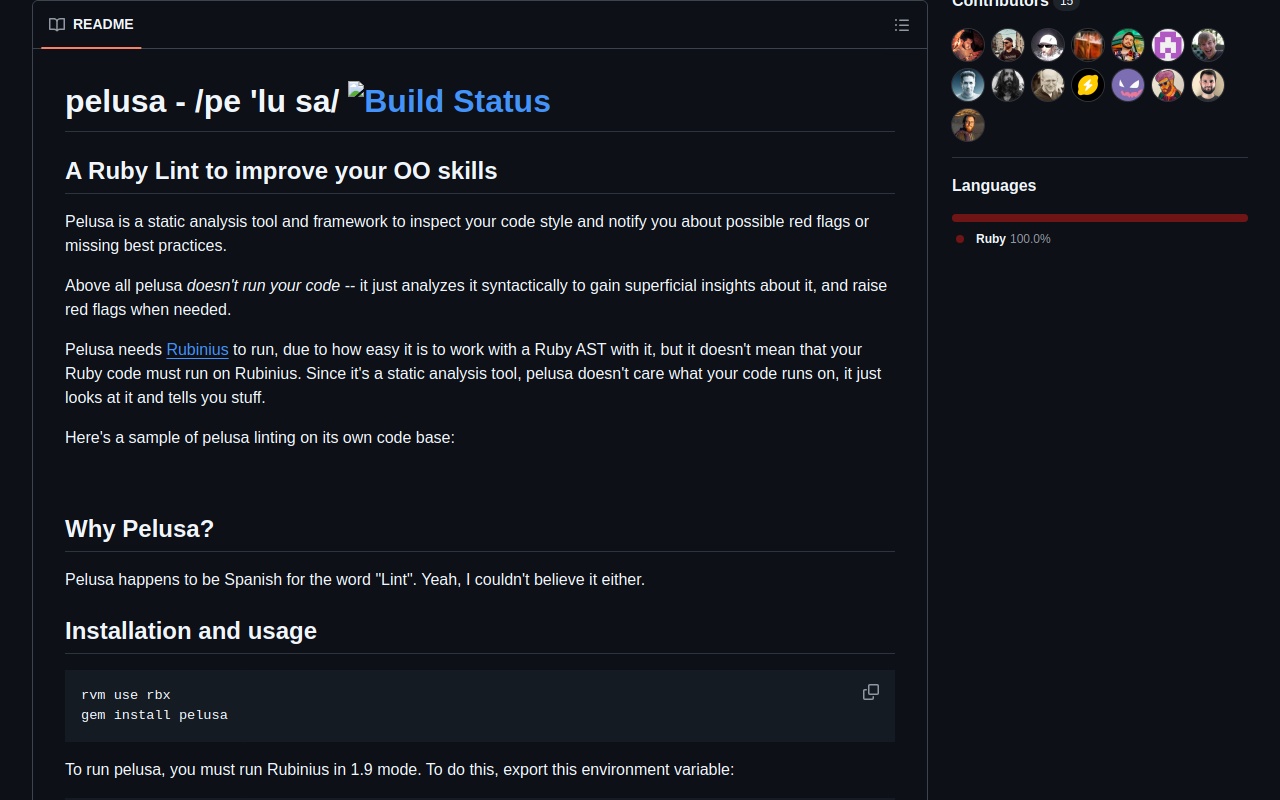 README
pelusa - /pe 'lu sa/ Build Status
A Ruby Lint to improve your OO skills
Pelusa is a static analysis tool and framework to inspect your code style and notify you about possible red flags or
missing best practices.
Above all pelusa doesn't run your code -- it just analyzes it syntactically to gain superficial insights about it, and raise
red flags when needed.
Pelusa needs Rubinius to run, due to how easy it is to work with a Ruby AST with it, but it doesn't mean that your
Ruby code must run on Rubinius. Since it's a static analysis tool, pelusa doesn't care what your code runs on, it just
looks at it and tells you stuff.
Here's a sample of pelusa linting on its own code base:
Why Pelusa?
Pelusa happens to be Spanish for the word "Lint". Yeah, I couldn't believe it either.
Installation and usage
rvm use rbx
gem install pelusa
To run pelusa, you must run Rubinius in 1.9 mode. To do this, export this environment variable:
Contributors 15
Languages
Ruby 100.0%